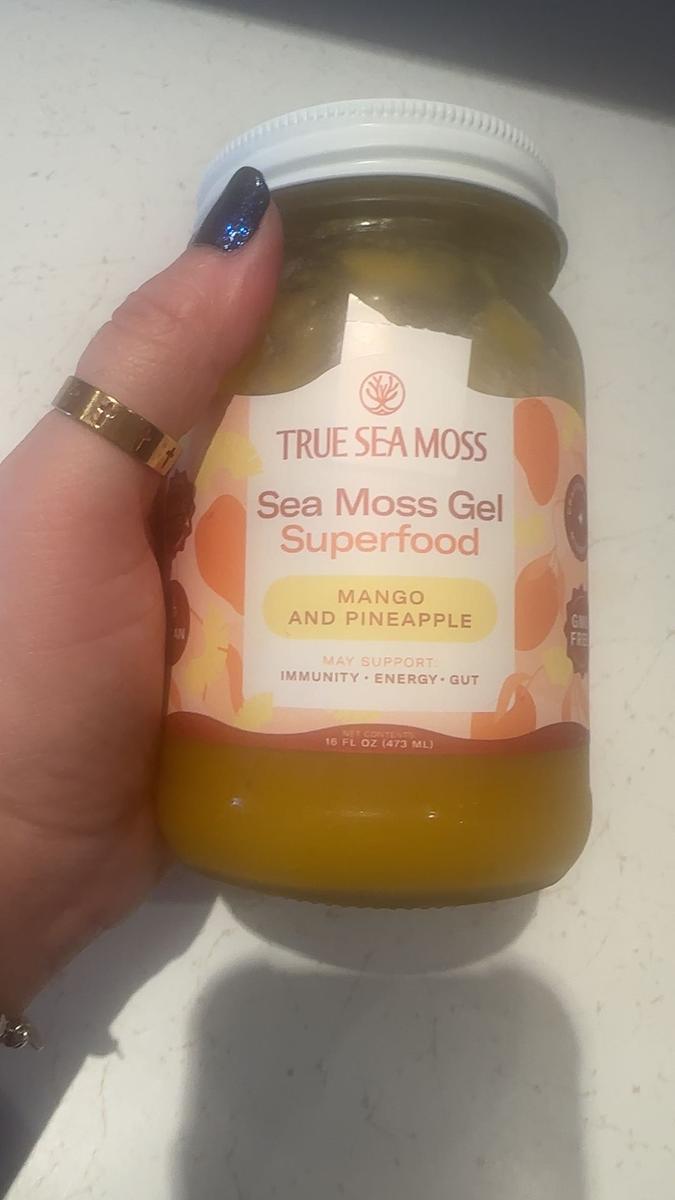 TRUE SEA MOSS
Sea Moss Gel
Superfood
MANGO
AND PINEAPPLE
MAY SUPPORT:
IMMUNITY • ENERGY • GUT
NET CONTENTS:
16 FL OZ (473 ML)
FREE